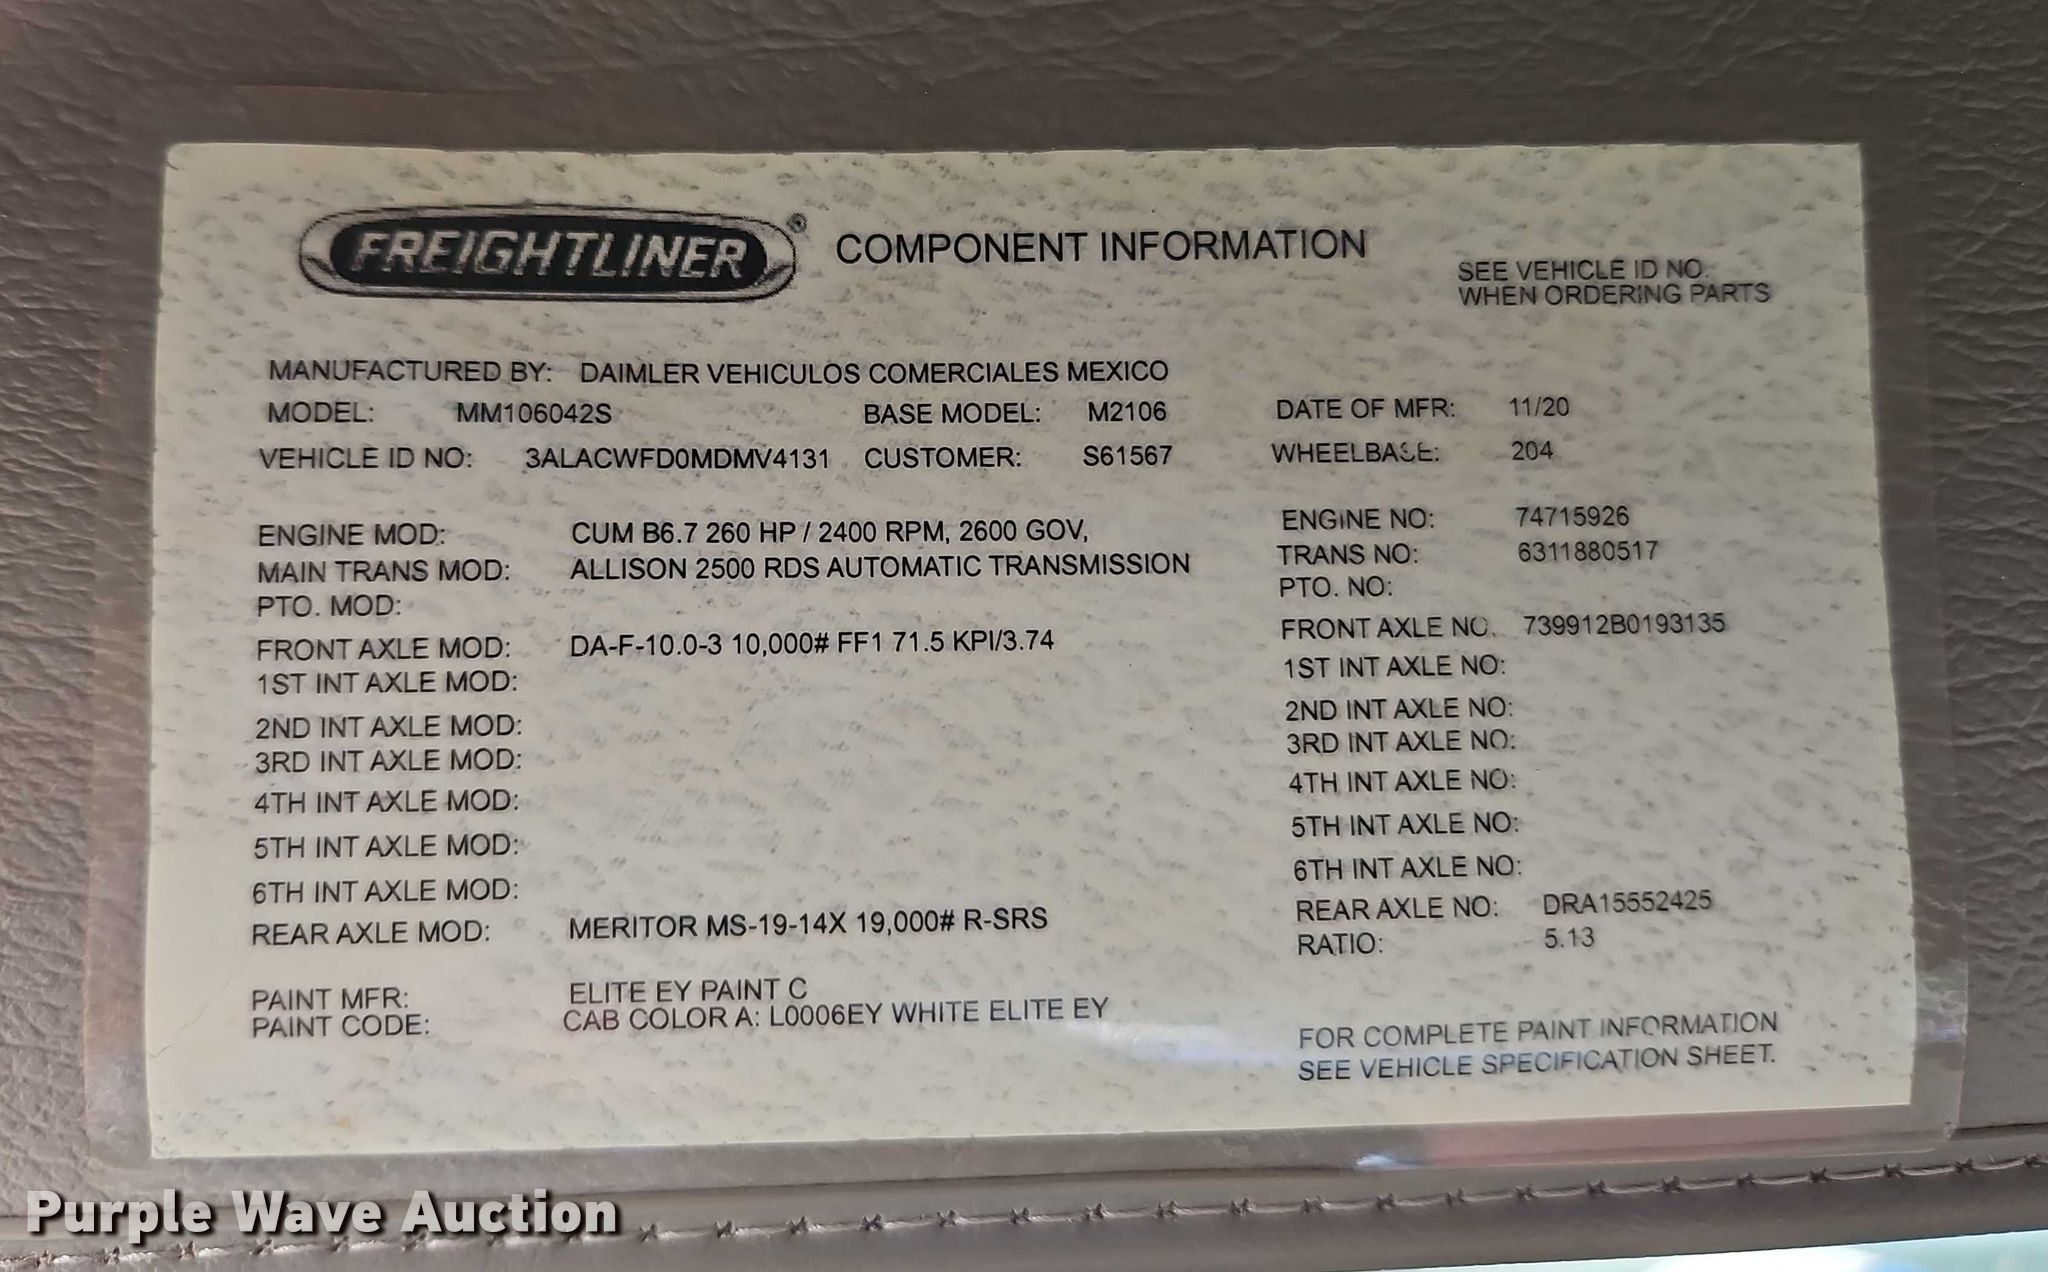 FREIGHTLINER® COMPONENT INFORMATION
SEE VEHICLE ID NO.
WHEN ORDERING PARTS
MANUFACTURED BY: DAIMLER VEHICULOS COMERCIALES MEXICO
MODEL: MM106042S BASE MODEL: M2106 DATE OF MFR: 11/20
VEHICLE ID NO: 3ALACWFD0MDMV4131 CUSTOMER: S61567 WHEELBASE: 204
ENGINE MOD: CUM B6.7 260 HP / 2400 RPM, 2600 GOV, ENGINE NO: 74715926
MAIN TRANS MOD: ALLISON 2500 RDS AUTOMATIC TRANSMISSION TRANS NO: 6311880517
PTO. MOD: PTO. NO:
FRONT AXLE MOD: DA-F-10.0-3 10,000# FF1 71.5 KPI/3.74 FRONT AXLE NO. 739912B0193135
1ST INT AXLE MOD: 1ST INT AXLE NO:
2ND INT AXLE MOD: 2ND INT AXLE NO:
3RD INT AXLE MOD: 3RD INT AXLE NO:
4TH INT AXLE MOD: 4TH INT AXLE NO:
5TH INT AXLE MOD: 5TH INT AXLE NO:
6TH INT AXLE MOD: 6TH INT AXLE NO:
REAR AXLE MOD: MERITOR MS-19-14X 19,000# R-SRS REAR AXLE NO: DRA15552425
RATIO: 5.13
PAINT MFR: ELITE EY PAINT C
PAINT CODE: CAB COLOR A: L0006EY WHITE ELITE EY
FOR COMPLETE PAINT INFORMATION
SEE VEHICLE SPECIFICATION SHEET.
Purple Wave Auction